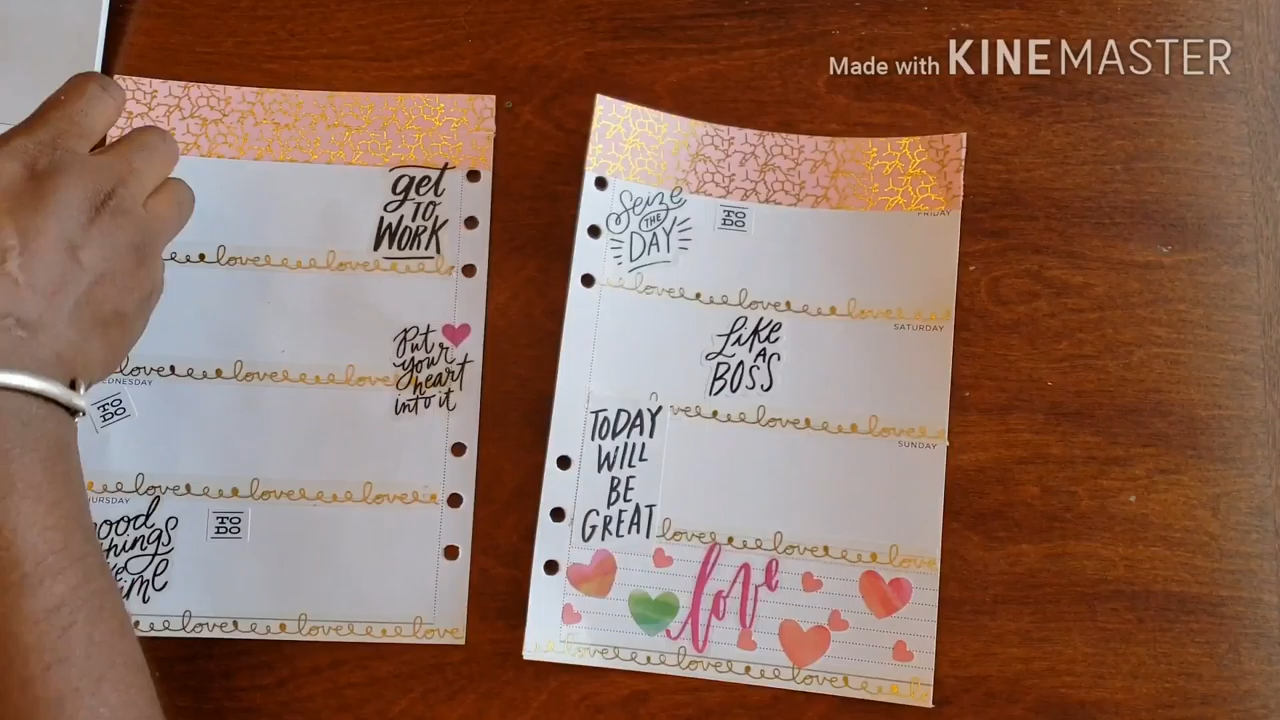 Made with KINEMASTER
get
TO
WORK
love love love
Put
your
heart
into it
love love love
TO
DO
love love love
TO
DO
things
love love love
FRIDAY
Seize
THE
DAY
TO
DO
love love love
SATURDAY
Like
A
BOSS
love love love
SUNDAY
TODAY
WILL
BE
GREAT
love love love
love
love love love